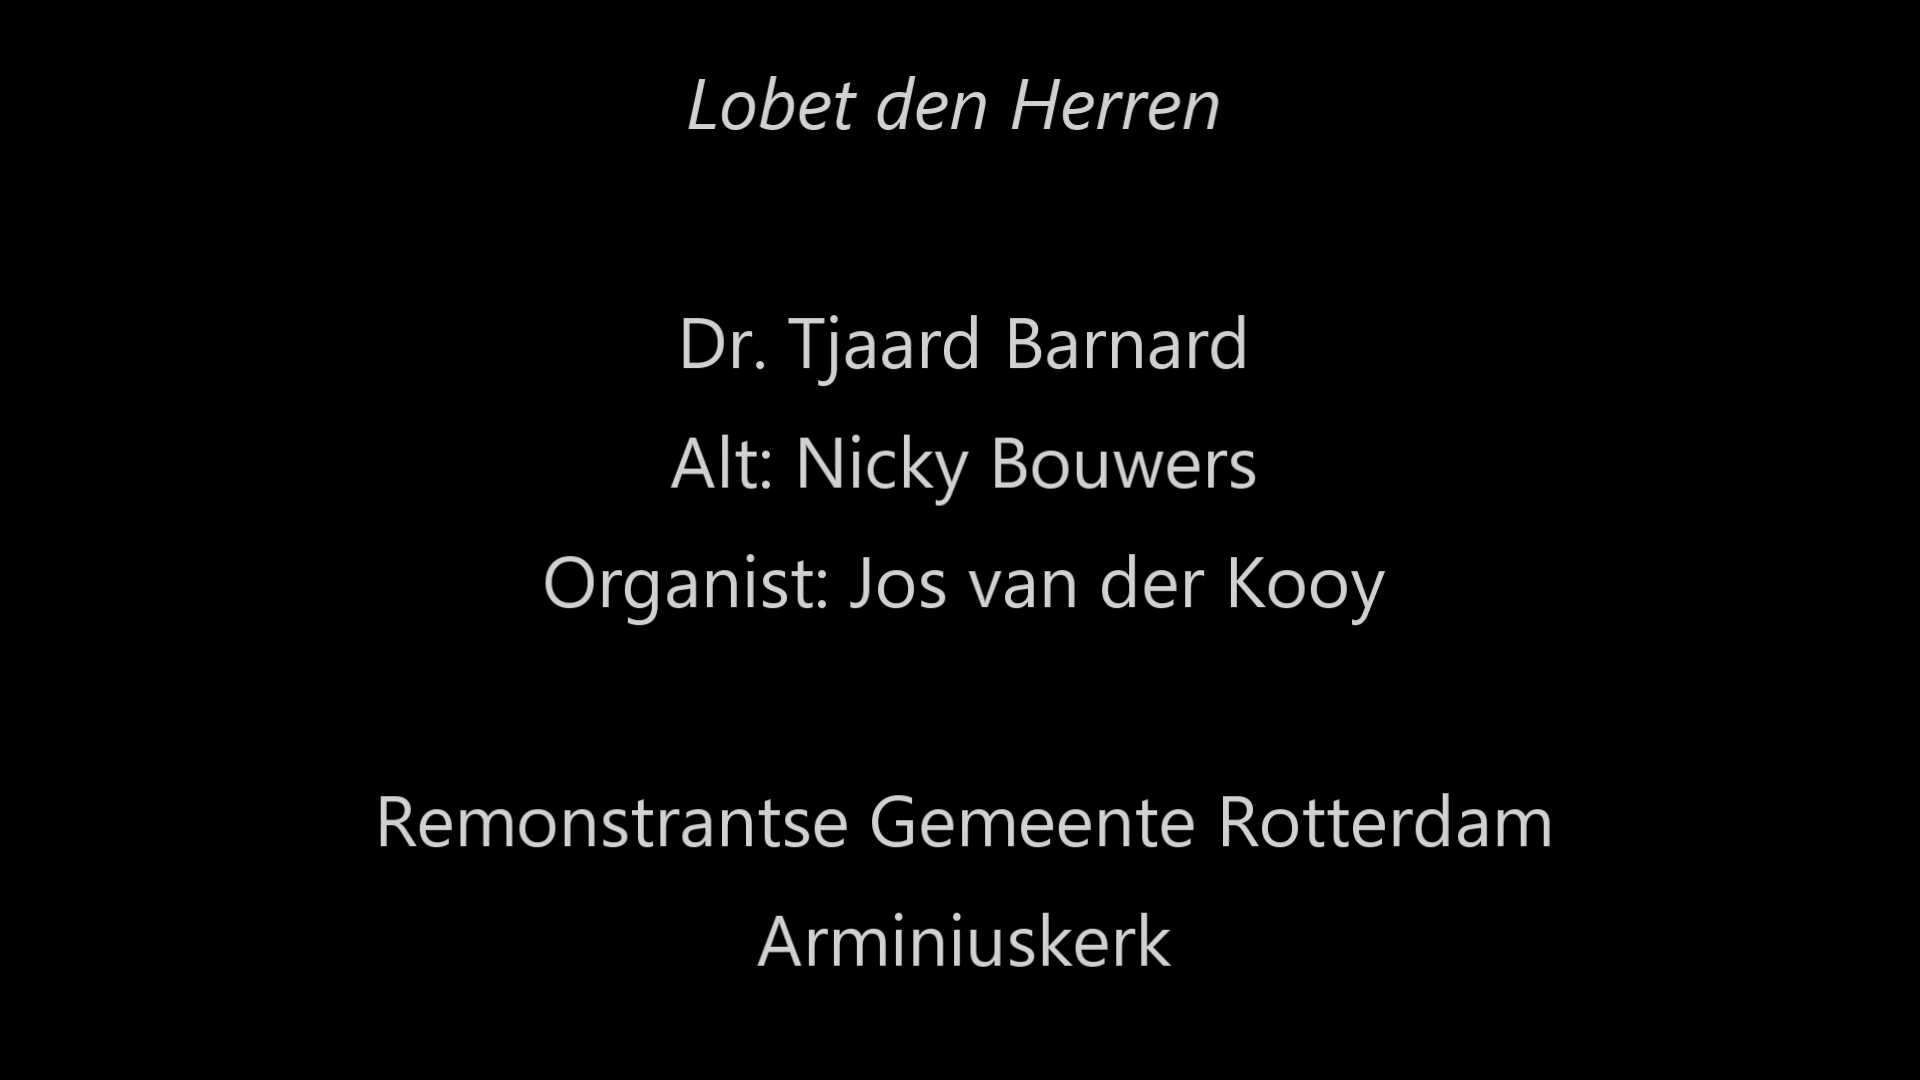 Lobet den Herren
Dr. Tjaard Barnard
Alt: Nicky Bouwers
Organist: Jos van der Kooy
Remonstrantse Gemeente Rotterdam
Arminiuskerk